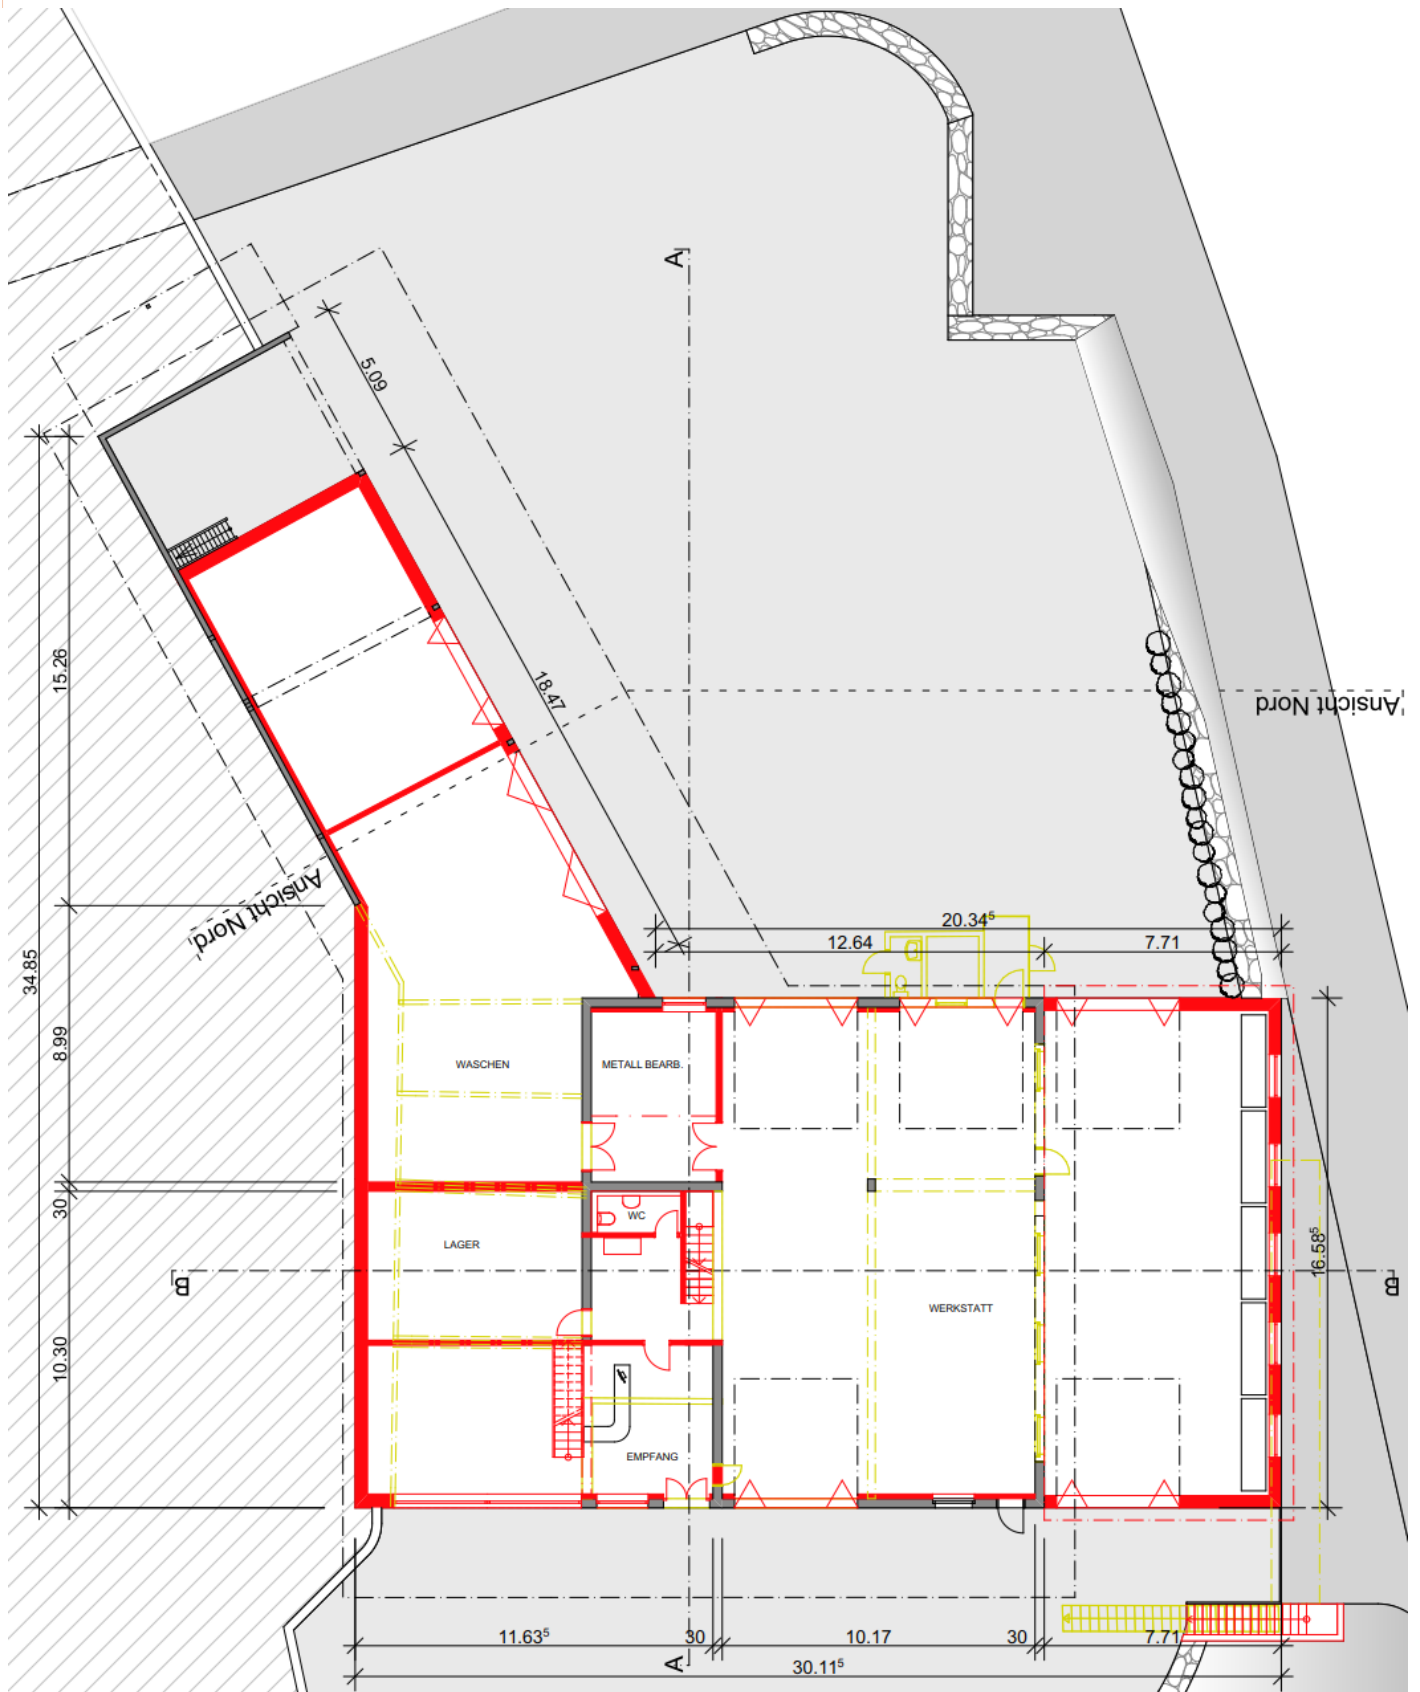 A
5.09
18.47
Ansicht Nord
Ansicht Nord
15.26
34.85
8.99
30
10.30
20.34⁵
12.64
7.71
WASCHEN
METALL BEARB.
WC
LAGER
WERKSTATT
EMPFANG
B
B
16.58⁵
11.63⁵
30
10.17
30
7.71
A
30.11⁵